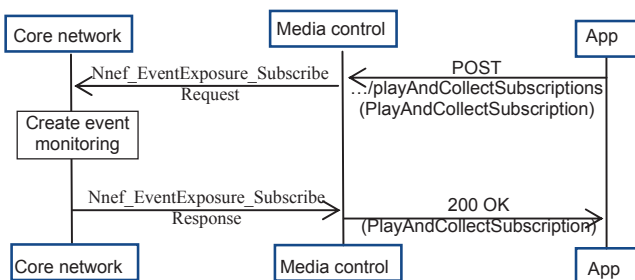 Core network
Media control
App
Nnef_EventExposure_Subscribe
Request
POST
…/playAndCollectSubscriptions
(PlayAndCollectSubscription)
Create event
monitoring
Nnef_EventExposure_Subscribe
Response
200 OK
(PlayAndCollectSubscription)
Core network
Media control
App